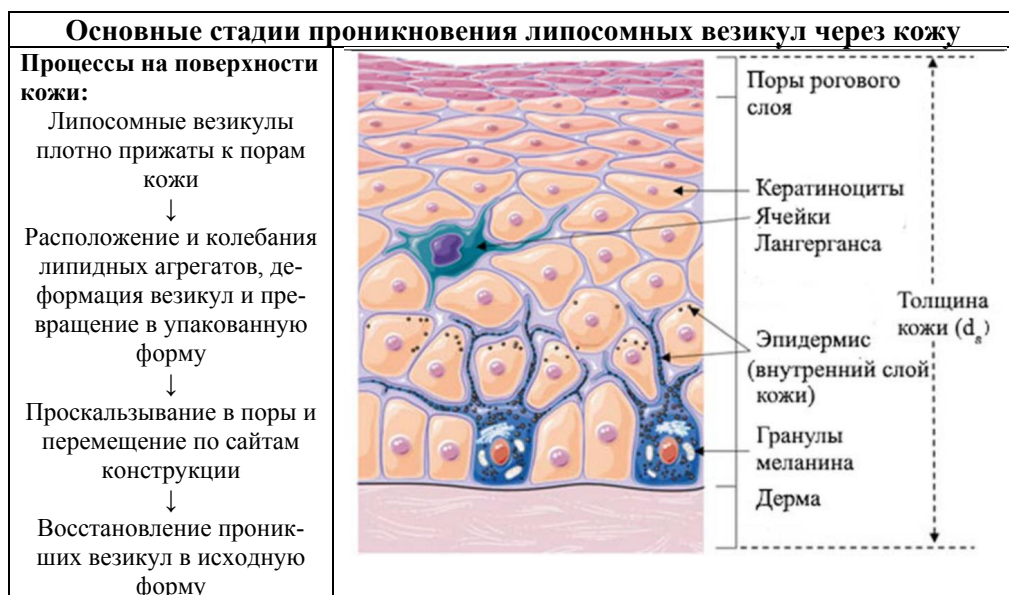 Основные стадии проникновения липосомных везикул через кожу
Процессы на поверхности
кожи:
Липосомные везикулы
плотно прижаты к порам
кожи
↓
Расположение и колебания
липидных агрегатов, де-
формация везикул и пре-
вращение в упакованную
форму
↓
Проскальзывание в поры и
перемещение по сайтам
конструкции
↓
Восстановление проник-
ших везикул в исходную
форму
Поры рогового
слоя
Кератиноциты
Ячейки
Лангерганса
Эпидермис
(внутренний слой
кожи)
Гранулы
меланина
Дерма
Толщина
кожи (ds)